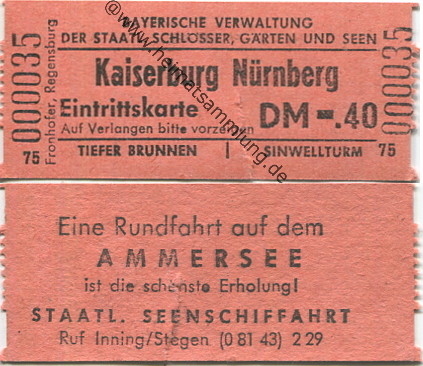 BAYERISCHE VERWALTUNG
DER STAATL. SCHLÖSSER, GÄRTEN UND SEEN
Kaiserburg Nürnberg
Eintrittskarte DM -.40
Auf Verlangen bitte vorzeigen
TIEFER BRUNNEN | SINWELLTURM
000035
Fronhofer, Regensburg
75
000035
75
www.heimatsammlung.de
Eine Rundfahrt auf dem
AMMERSEE
ist die schönste Erholung!
STAATL. SEENSCHIFFAHRT
Ruf Inning/Stegen (0 81 43) 2 29